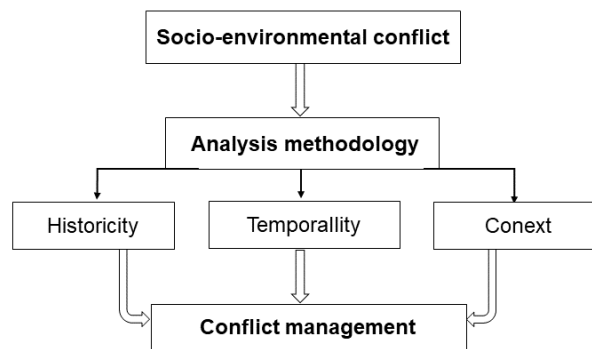 Socio-environmental conflict
Analysis methodology
Historicity
Temporallity
Conext
Conflict management